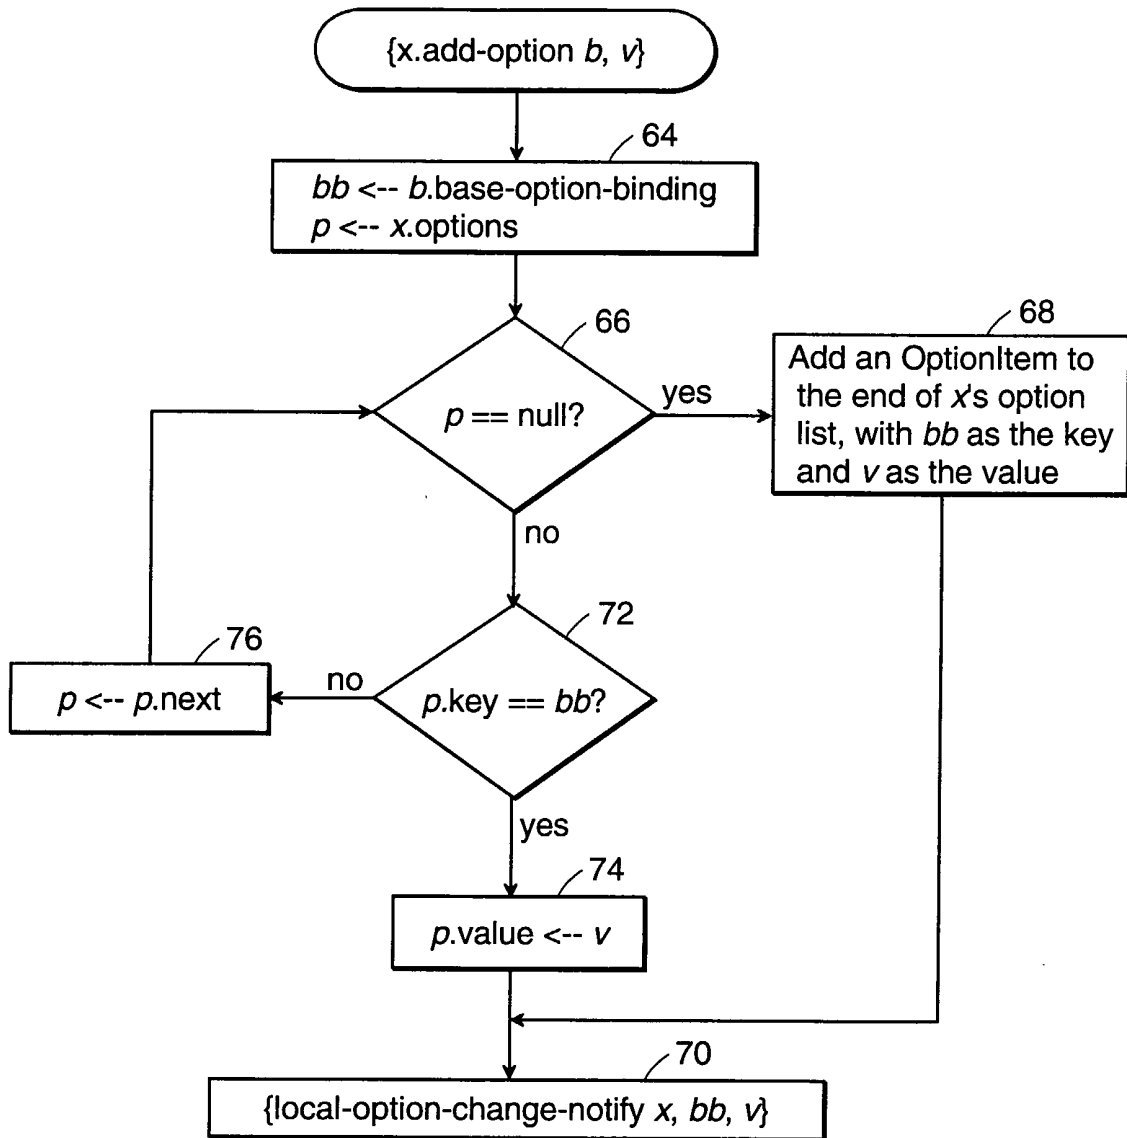 {x.add-option b, v}
64
bb <-- b.base-option-binding
p <-- x.options
66
68
p == null?
yes
Add an OptionItem to
the end of x's option
list, with bb as the key
and v as the value
no
72
76
p <-- p.next
no
p.key == bb?
yes
74
p.value <-- v
70
{local-option-change-notify x, bb, v}